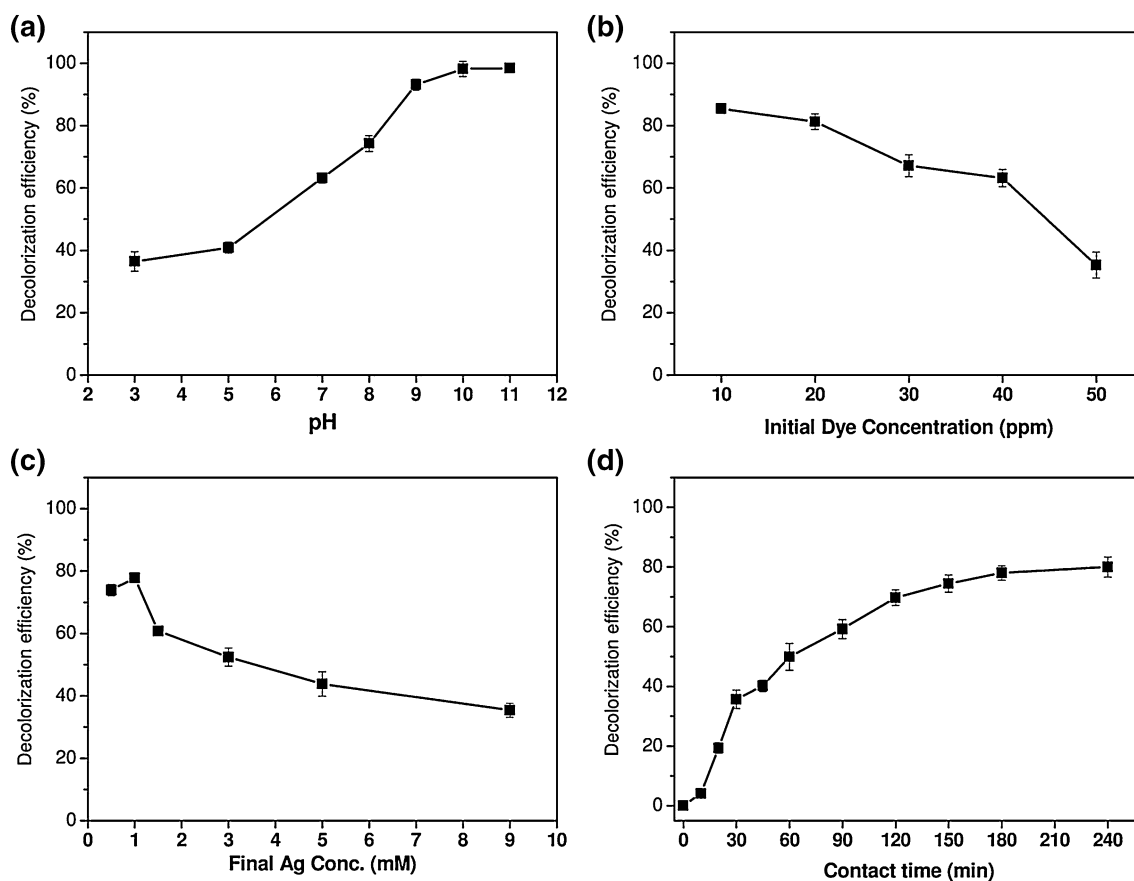 (a)
Decolorization efficiency (%)
100
80
60
40
20
0
2 3 4 5 6 7 8 9 10 11 12
pH
(b)
Decolorization efficiency (%)
100
80
60
40
20
0
10 20 30 40 50
Initial Dye Concentration (ppm)
(c)
Decolorization efficiency (%)
100
80
60
40
20
0
0 1 2 3 4 5 6 7 8 9 10
Final Ag Conc. (mM)
(d)
Decolorization efficiency (%)
100
80
60
40
20
0
0 30 60 90 120 150 180 210 240
Contact time (min)